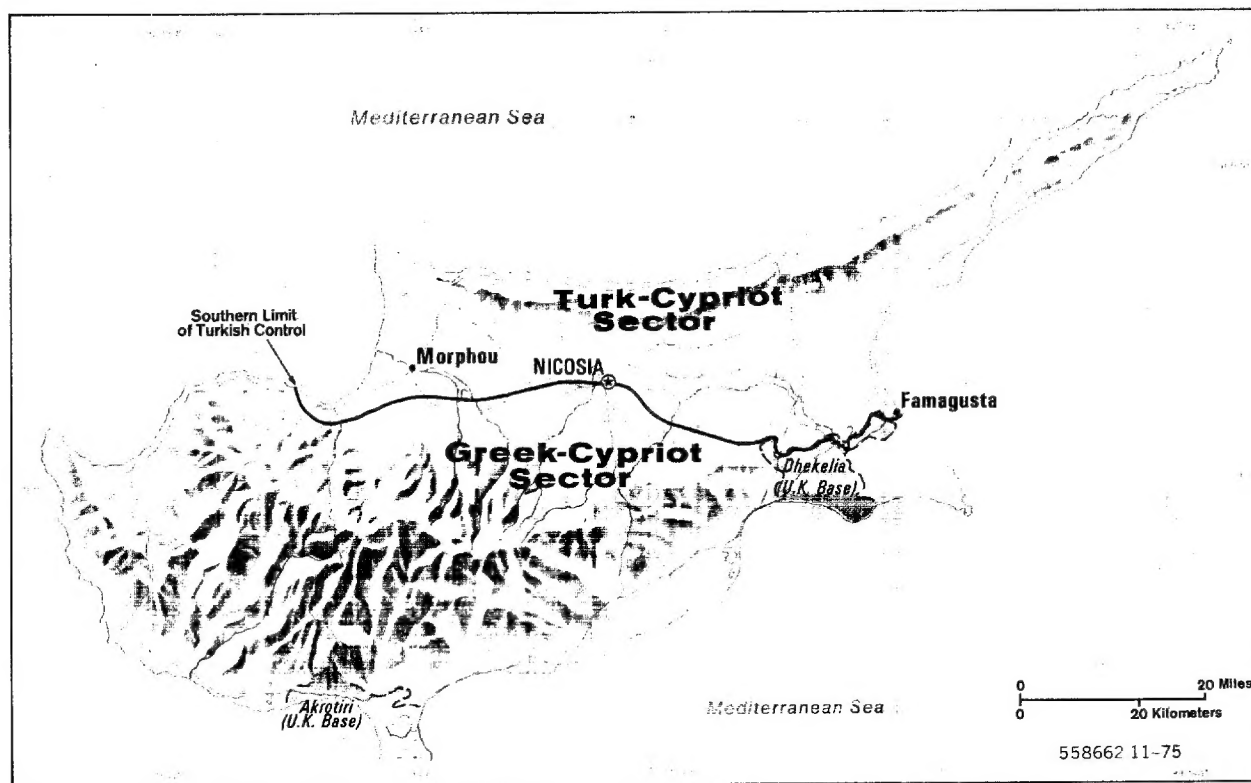 Mediterranean Sea
Turk-Cypriot
Sector
Southern Limit
of Turkish Control
Morphou
NICOSIA
Famagusta
Greek-Cypriot
Sector
Dhekelia
(U.K. Base)
Akrotiri
(U.K. Base)
Mediterranean Sea
0 20 Miles
0 20 Kilometers
558662 11-75